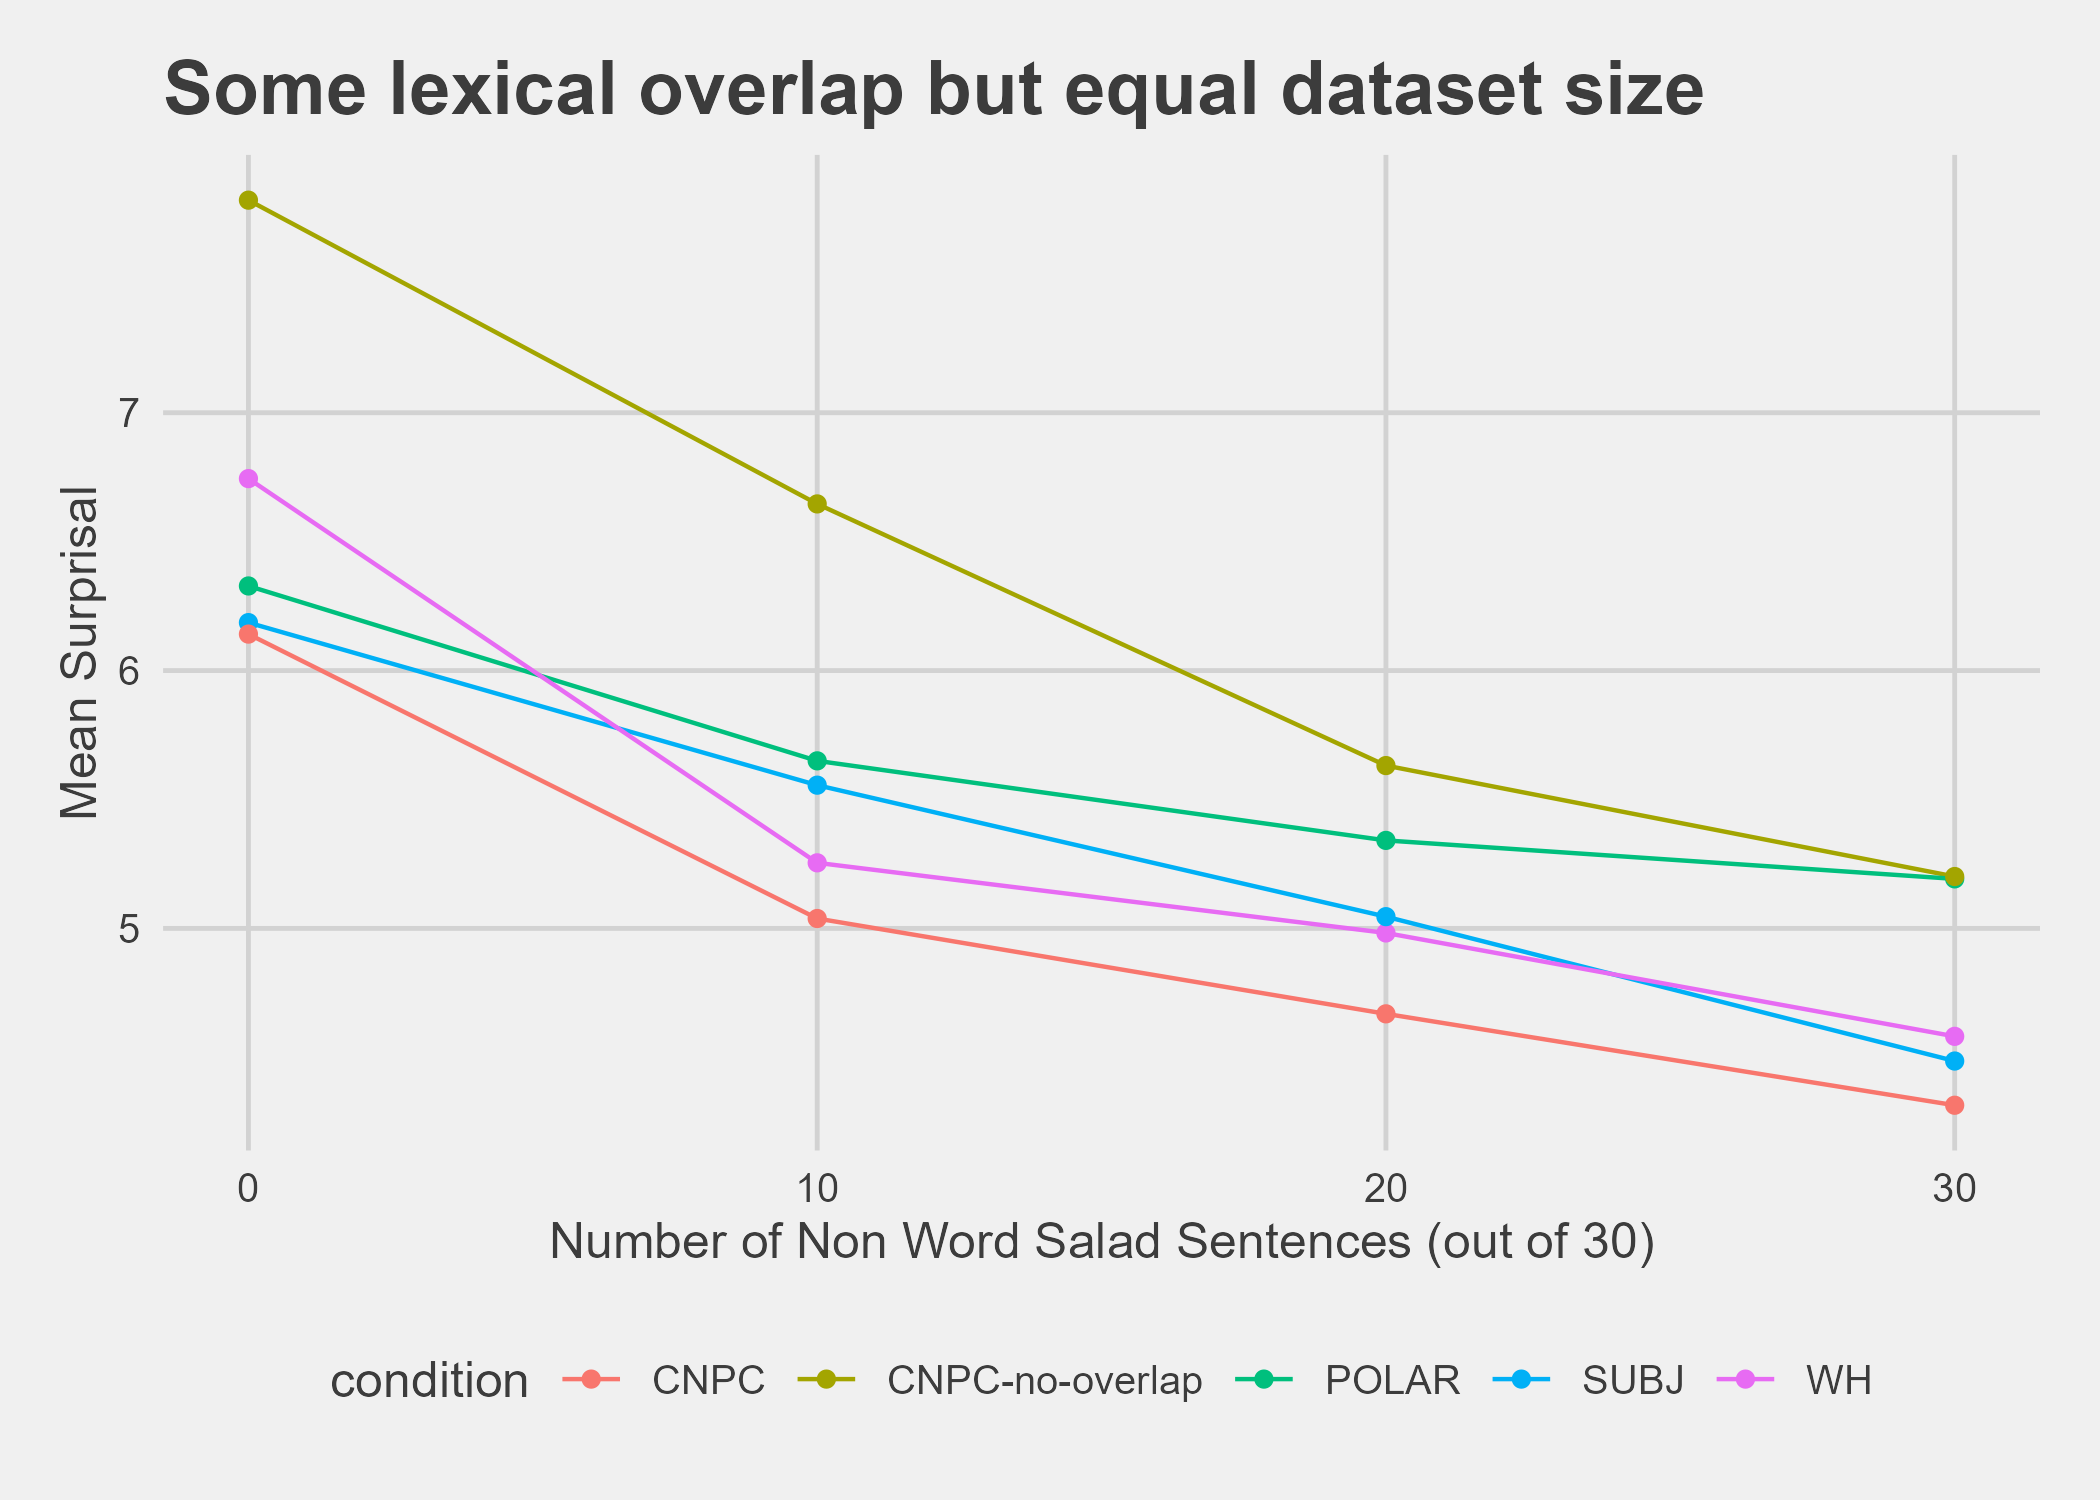 Some lexical overlap but equal dataset size
Mean Surprisal
7
6
5
0 10 20 30
Number of Non Word Salad Sentences (out of 30)
condition CNPC CNPC-no-overlap POLAR SUBJ WH